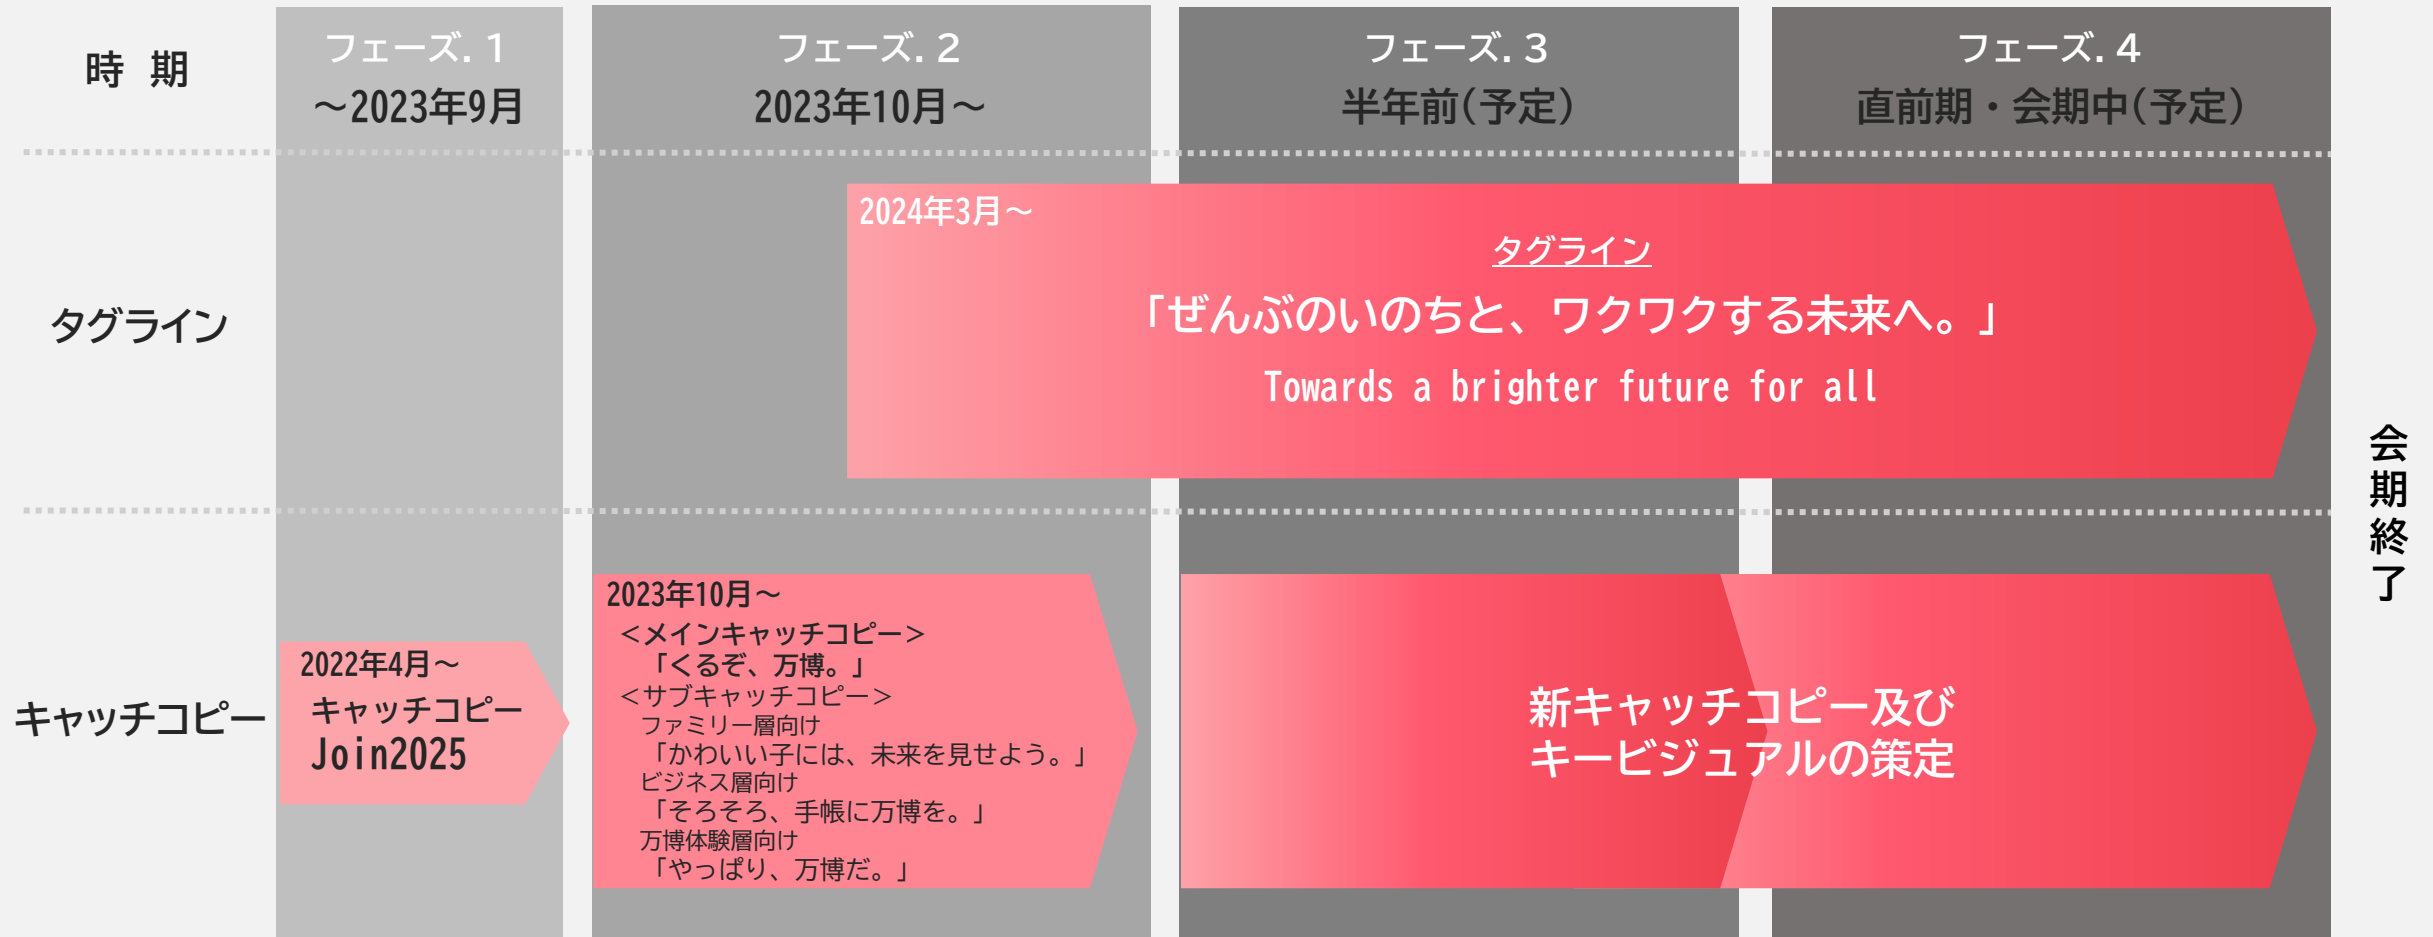 時 期
フェーズ.1
～2023年9月
フェーズ.2
2023年10月～
フェーズ.3
半年前(予定)
フェーズ.4
直前期・会期中(予定)
タグライン
2024年3月～
タグライン
「ぜんぶのいのちと、ワクワクする未来へ。」
Towards a brighter future for all
キャッチコピー
2022年4月～
キャッチコピー
Join2025
2023年10月～
＜メインキャッチコピー＞
「くるぞ、万博。」
＜サブキャッチコピー＞
ファミリー層向け
「かわいい子には、未来を見せよう。」
ビジネス層向け
「そろそろ、手帳に万博を。」
万博体験層向け
「やっぱり、万博だ。」
新キャッチコピー及び
キービジュアルの策定
会期終了